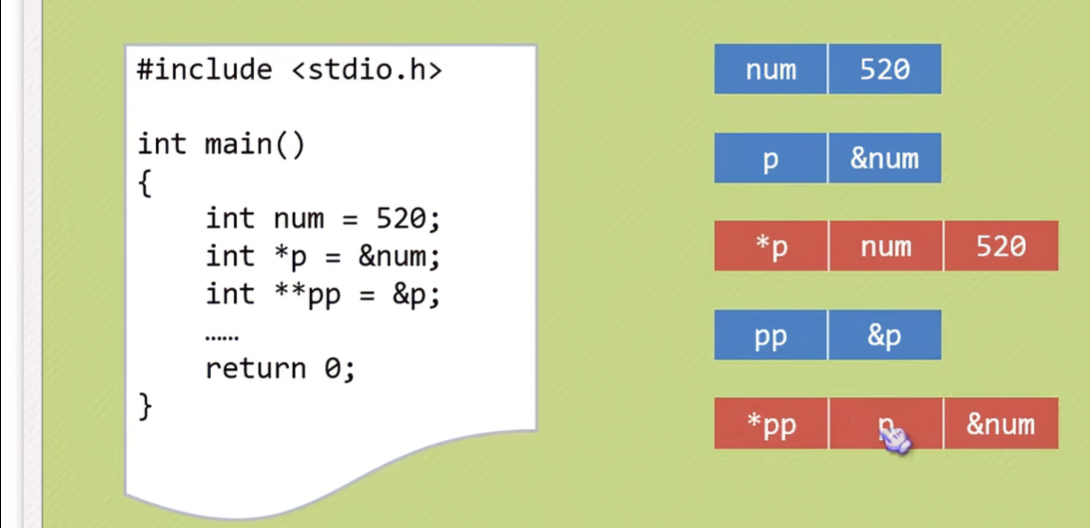 #include <stdio.h>
int main()
{
int num = 520;
int *p = &num;
int **pp = &p;
……
return 0;
}
num 520
p &num
*p num 520
pp &p
*pp p &num